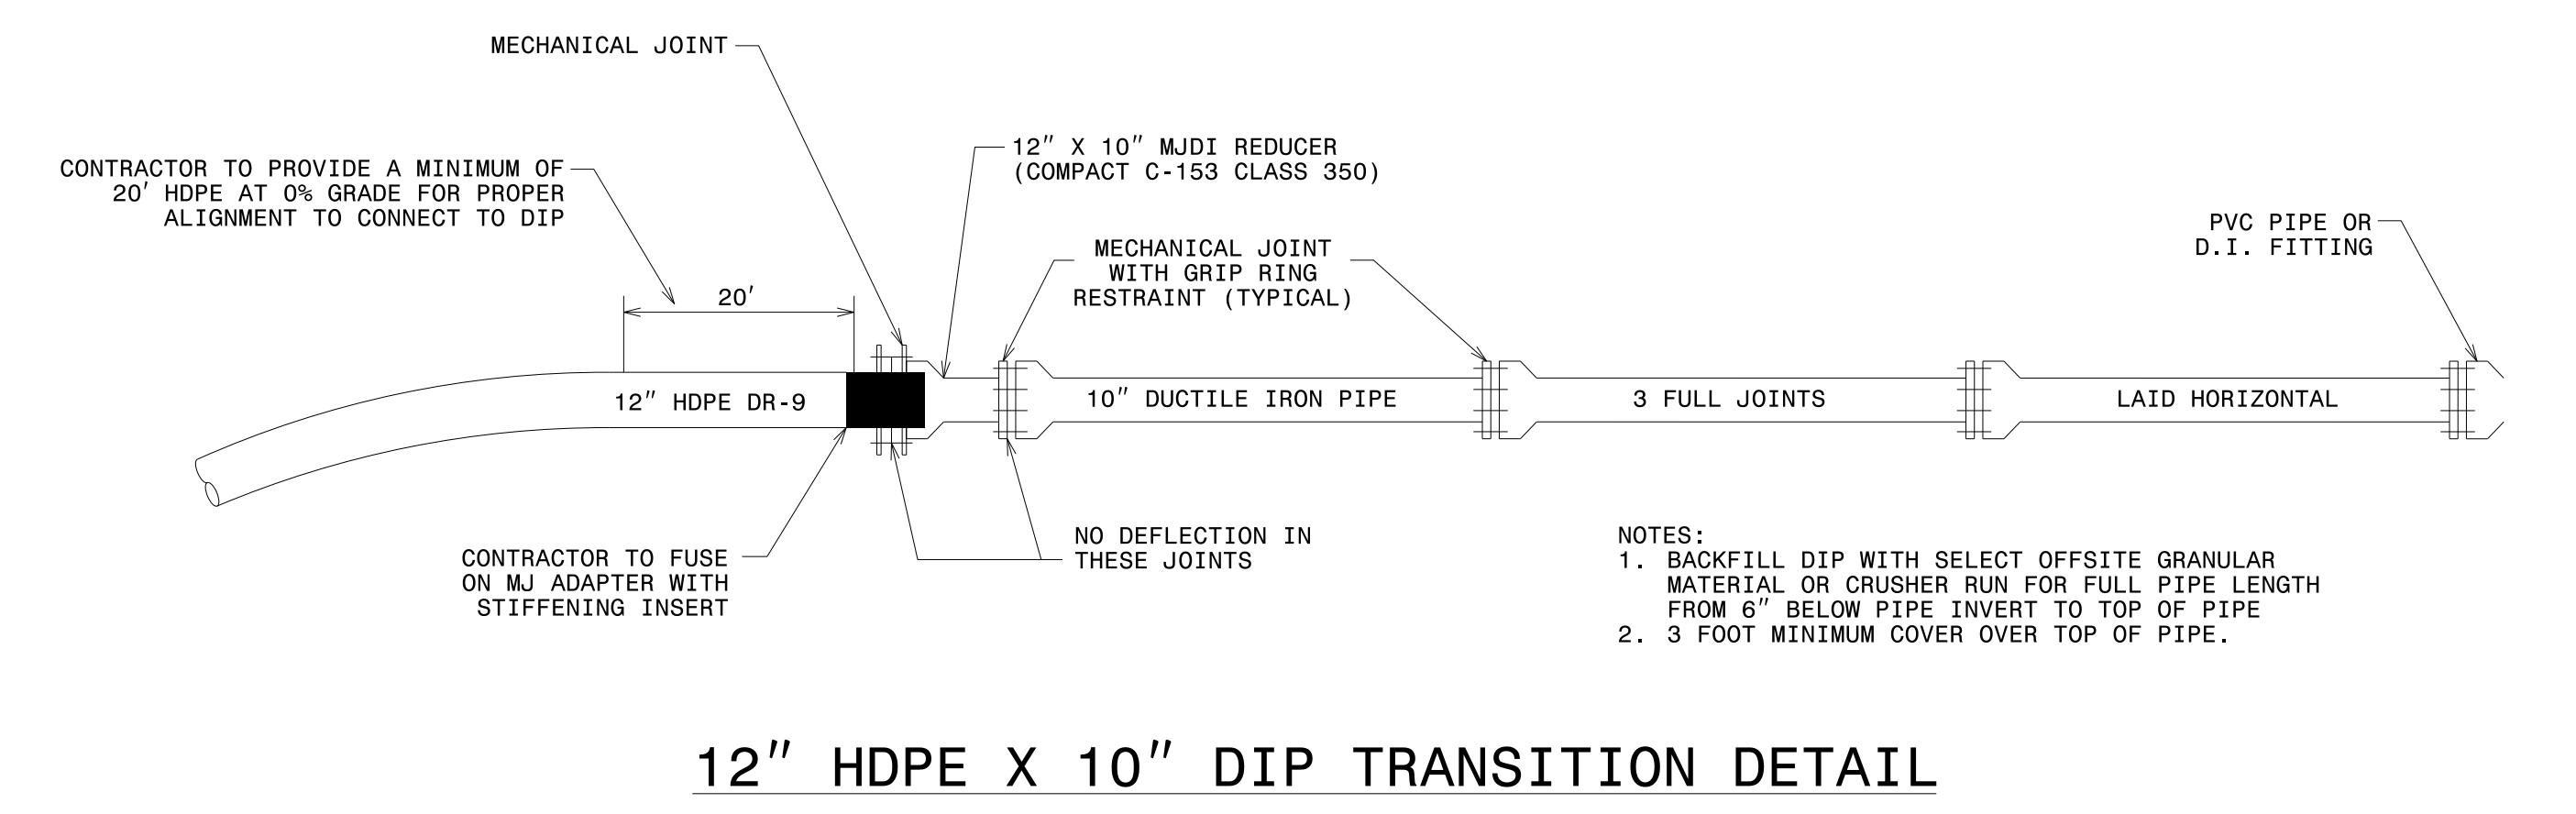 MECHANICAL JOINT
12" X 10" MJDI REDUCER
(COMPACT C-153 CLASS 350)
CONTRACTOR TO PROVIDE A MINIMUM OF
20' HDPE AT 0% GRADE FOR PROPER
ALIGNMENT TO CONNECT TO DIP
PVC PIPE OR
D.I. FITTING
MECHANICAL JOINT
WITH GRIP RING
RESTRAINT (TYPICAL)
20'
12" HDPE DR-9
10" DUCTILE IRON PIPE
3 FULL JOINTS
LAID HORIZONTAL
CONTRACTOR TO FUSE
ON MJ ADAPTER WITH
STIFFENING INSERT
NO DEFLECTION IN
THESE JOINTS
NOTES:
1. BACKFILL DIP WITH SELECT OFFSITE GRANULAR
MATERIAL OR CRUSHER RUN FOR FULL PIPE LENGTH
FROM 6" BELOW PIPE INVERT TO TOP OF PIPE
2. 3 FOOT MINIMUM COVER OVER TOP OF PIPE.
12" HDPE X 10" DIP TRANSITION DETAIL